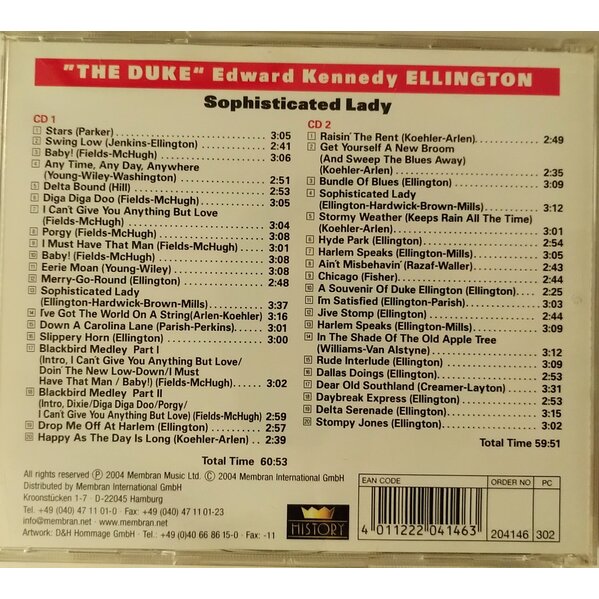 "THE DUKE" Edward Kennedy ELLINGTON
Sophisticated Lady
CD 1
1 Stars (Parker) 3:05
2 Swing Low (Jenkins-Ellington) 2:41
3 Baby! (Fields-McHugh) 3:06
4 Any Time, Any Day, Anywhere
(Young-Wiley-Washington) 2:51
5 Delta Bound (Hill) 2:53
6 Diga Diga Doo (Fields-McHugh) 3:05
7 I Can't Give You Anything But Love
(Fields-McHugh) 3:04
8 Porgy (Fields-McHugh) 3:08
9 I Must Have That Man (Fields-McHugh) 3:01
10 Baby! (Fields-McHugh) 3:08
11 Eerie Moan (Young-Wiley) 3:08
12 Merry-Go-Round (Ellington) 2:48
13 Sophisticated Lady
(Ellington-Hardwick-Brown-Mills) 3:37
14 I've Got The World On A String(Arlen-Koehler) 3:16
15 Down A Carolina Lane (Parish-Perkins) 3:01
16 Slippery Horn (Ellington) 3:00
17 Blackbird Medley Part I
(Intro, I Can't Give You Anything But Love/
Doin The New Low-Down/I Must
Have That Man / Baby!) (Fields-McHugh) 3:02
18 Blackbird Medley Part II
(Intro, Dixie/Diga Diga Doo/Porgy/
I Can't Give You Anything But Love) (Fields-McHugh) 2:59
19 Drop Me Off At Harlem (Ellington) 2:57
20 Happy As The Day Is Long (Koehler-Arlen) 2:39
Total Time 60:53
CD 2
1 Raisin' The Rent (Koehler-Arlen) 2:49
2 Get Yourself A New Broom
(And Sweep The Blues Away)
(Koehler-Arlen) 2:35
3 Bundle Of Blues (Ellington) 3:09
4 Sophisticated Lady
(Ellington-Hardwick-Brown-Mills) 3:12
5 Stormy Weather (Keeps Rain All The Time)
(Koehler-Arlen) 3:01
6 Hyde Park (Ellington) 2:54
7 Harlem Speaks (Ellington-Mills) 3:05
8 Ain't Misbehavin' (Razaf-Waller) 2:43
9 Chicago (Fisher) 2:44
10 A Souvenir Of Duke Ellington (Ellington) 2:25
11 I'm Satisfied (Ellington-Parish) 3:03
12 Jive Stomp (Ellington) 2:44
13 Harlem Speaks (Ellington-Mills) 3:09
14 In The Shade Of The Old Apple Tree
(Williams-Van Alstyne) 3:12
15 Rude Interlude (Ellington) 3:09
16 Dallas Doings (Ellington) 2:53
17 Dear Old Southland (Creamer-Layton) 3:31
18 Daybreak Express (Ellington) 2:53
19 Delta Serenade (Ellington) 3:15
20 Stompy Jones (Ellington) 3:02
Total Time 59:51
All rights reserved Ⓟ 2004 Membran Music Ltd. © 2004 Membran International GmbH
Distributed by Membran International GmbH
Kroonstücken 1-7 · D-22045 Hamburg
Tel. +49 (040) 47 11 01-0 · Fax: +49 (040) 47 11 01-23
info@membran.net · www.membran.net
Artwork: D&H Hommage GmbH · Tel.: +49(0)40 66 86 15-0 · Fax: -11
HISTORY
EAN CODE
4 011222 041463
ORDER NO
204146
PC
302